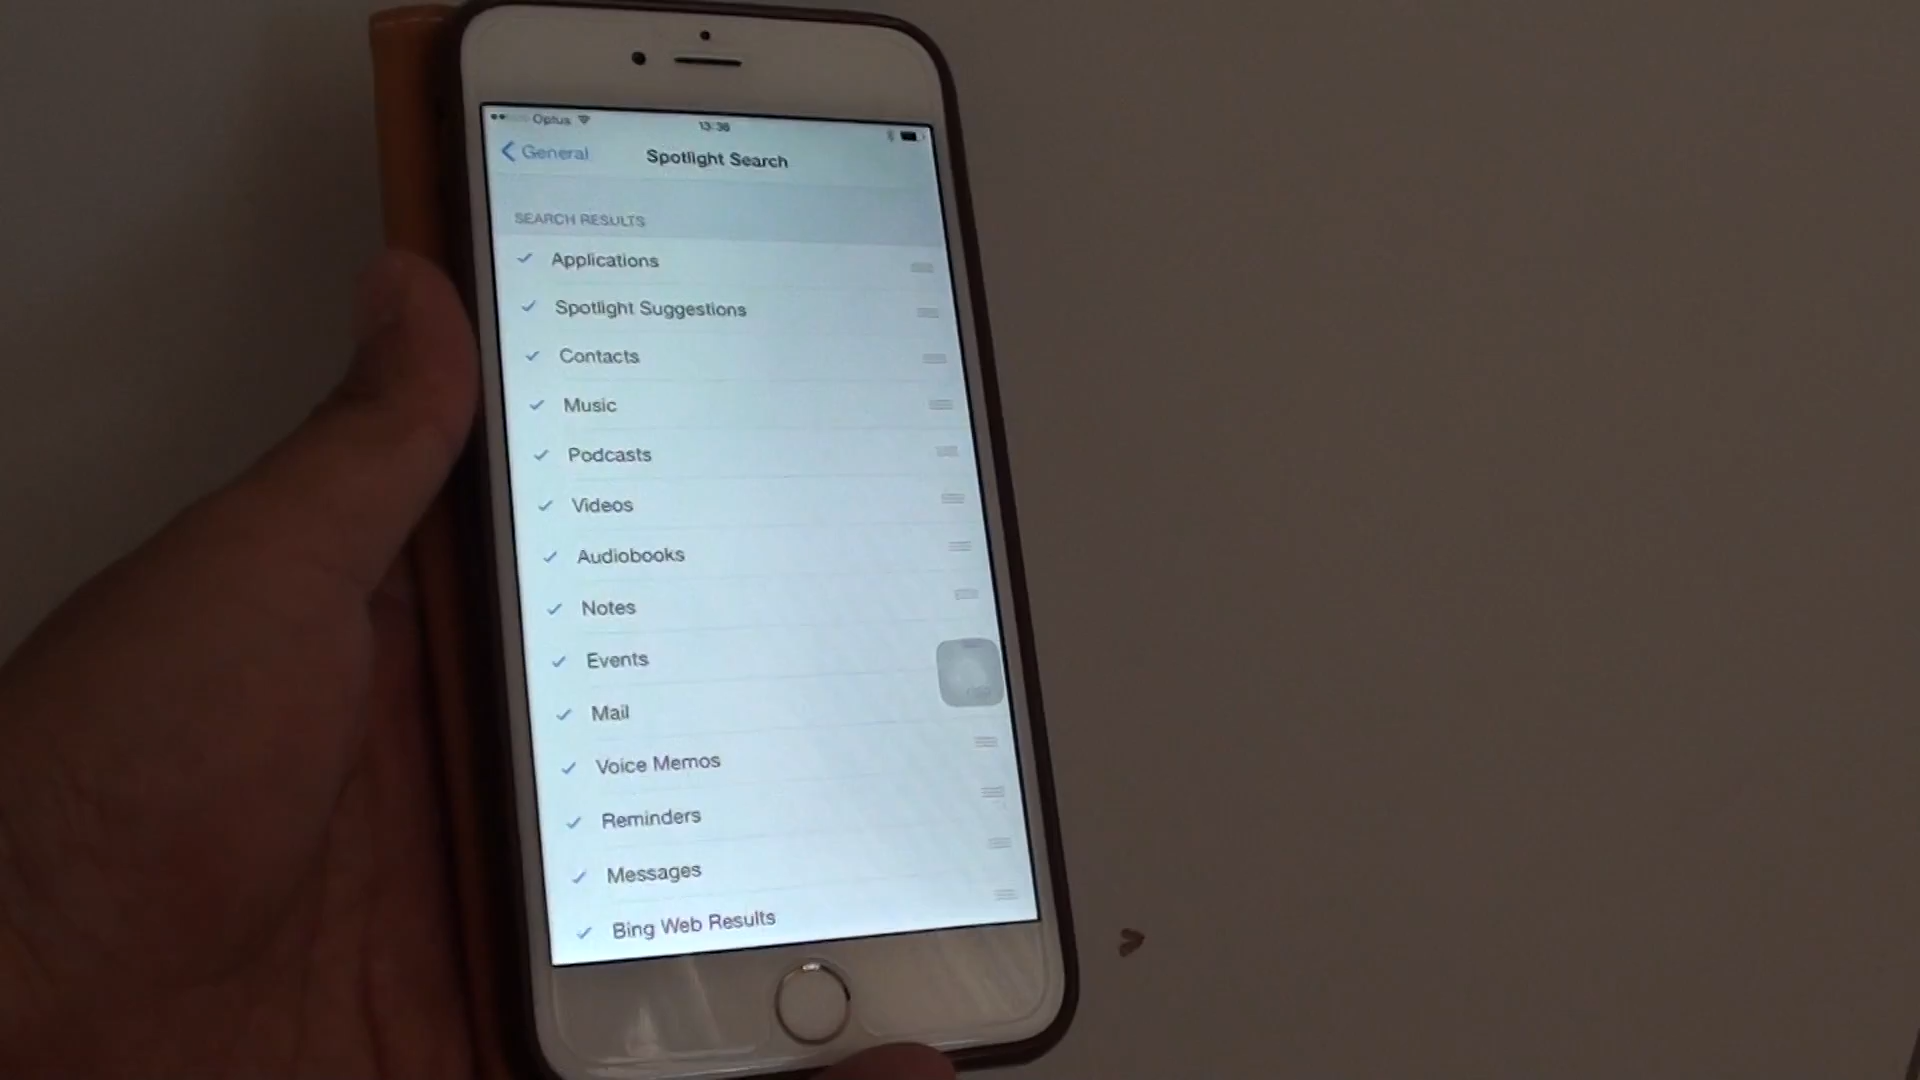 Optus
13:36
General
Spotlight Search
SEARCH RESULTS
Applications
Spotlight Suggestions
Contacts
Music
Podcasts
Videos
Audiobooks
Notes
Events
Mail
Voice Memos
Reminders
Messages
Bing Web Results